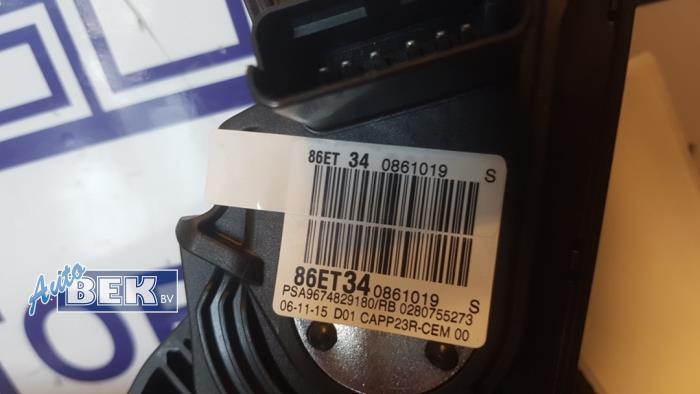 86ET 34 0861019 S
86ET34 0861019 S
PSA9674829180/RB 0280755273
06-11-15 D01 CAPP23R-CEM 00
Auto
BEK BV